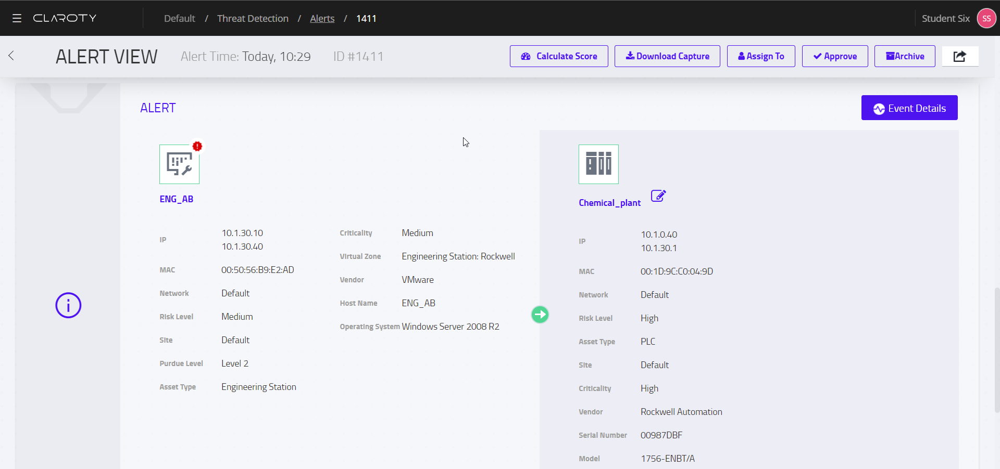 CLAROTY
Default / Threat Detection / Alerts / 1411
Student Six SS
ALERT VIEW Alert Time: Today, 10:29 ID #1411
Calculate Score Download Capture Assign To Approve Archive
ALERT
Event Details
ENG_AB
IP 10.1.30.10
10.1.30.40
MAC 00:50:56:B9:E2:AD
Network Default
Risk Level Medium
Site Default
Purdue Level Level 2
Asset Type Engineering Station
Criticality Medium
Virtual Zone Engineering Station: Rockwell
Vendor VMware
Host Name ENG_AB
Operating System Windows Server 2008 R2
Chemical_plant
IP 10.1.0.40
10.1.30.1
MAC 00:1D:9C:C0:04:9D
Network Default
Risk Level High
Asset Type PLC
Site Default
Criticality High
Vendor Rockwell Automation
Serial Number 00987DBF
Model 1756-ENBT/A